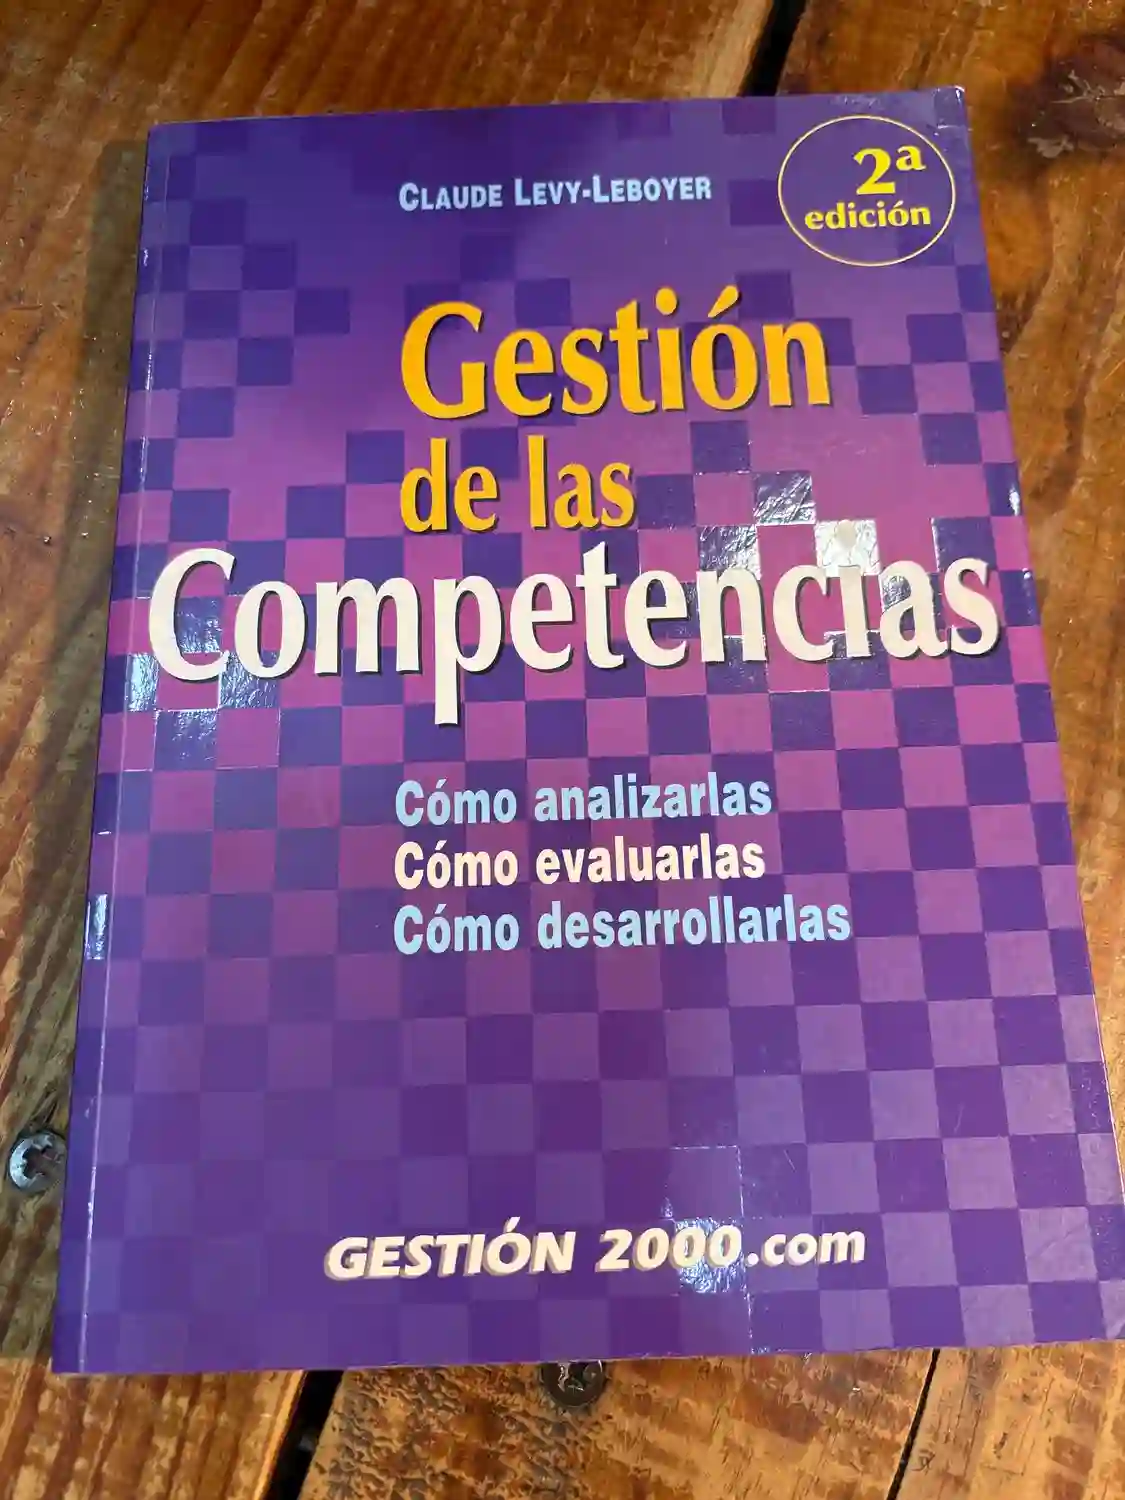 CLAUDE LEVY-LEBOYER
2ª
edición
Gestión
de las
Competencias
Cómo analizarlas
Cómo evaluarlas
Cómo desarrollarlas
GESTIÓN 2000.com